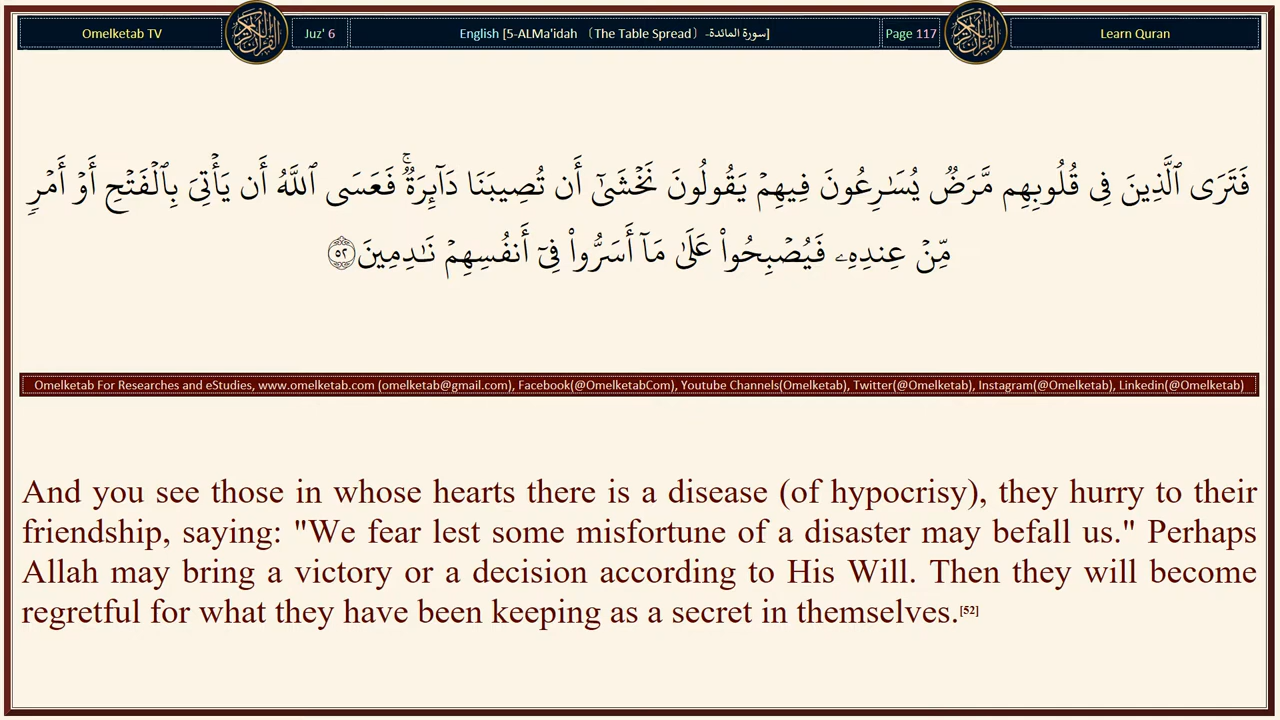 Omelketab TV
Juz' 6
English [5-ALMa'idah (The Table Spread) -سورة المائدة]
Page 117
Learn Quran
فَتَرَى ٱلَّذِينَ فِى قُلُوبِهِم مَّرَضٌ يُسَـٰرِعُونَ فِيهِمْ يَقُولُونَ نَخْشَىٰٓ أَن تُصِيبَنَا دَآئِرَةٌ ۚ فَعَسَى ٱللَّهُ أَن يَأْتِىَ بِٱلْفَتْحِ أَوْ أَمْرٍ
مِّنْ عِندِهِۦ فَيُصْبِحُوا۟ عَلَىٰ مَآ أَسَرُّوا۟ فِىٓ أَنفُسِهِمْ نَـٰدِمِينَ ٥٢
Omelketab For Researches and eStudies, www.omelketab.com (omelketab@gmail.com), Facebook(@OmelketabCom), Youtube Channels(Omelketab), Twitter(@Omelketab), Instagram(@Omelketab), Linkedin(@Omelketab)
And you see those in whose hearts there is a disease (of hypocrisy), they hurry to their
friendship, saying: "We fear lest some misfortune of a disaster may befall us." Perhaps
Allah may bring a victory or a decision according to His Will. Then they will become
regretful for what they have been keeping as a secret in themselves.[52]